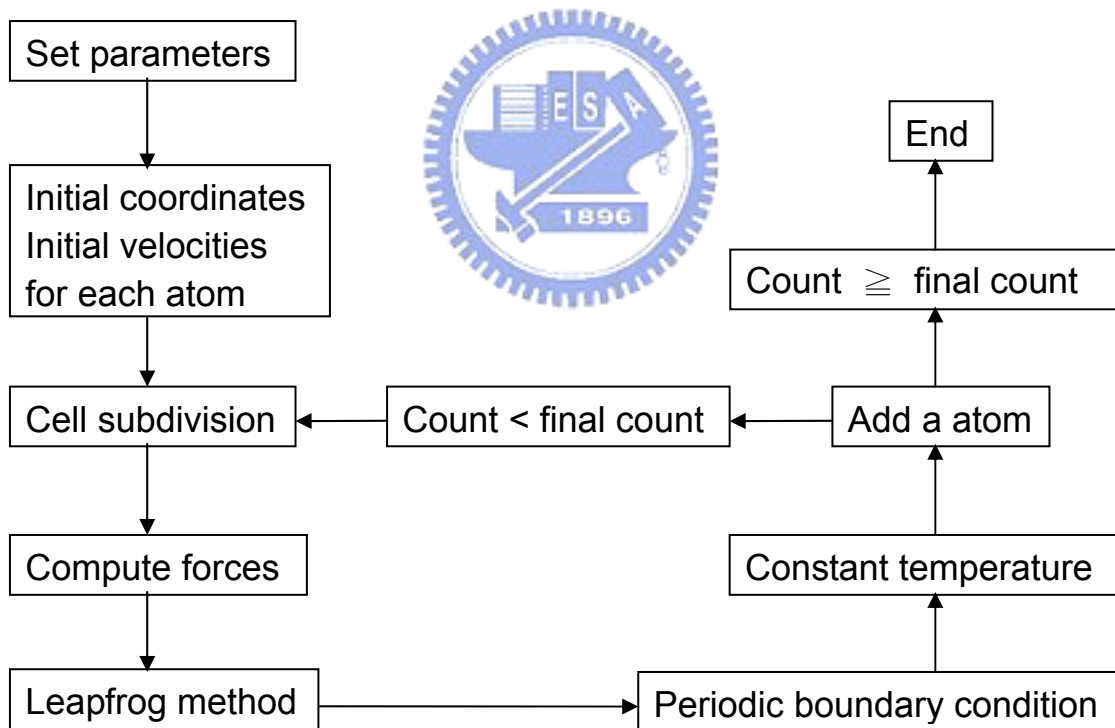 Set parameters
Initial coordinates
Initial velocities
for each atom
Cell subdivision
Compute forces
Leapfrog method
Periodic boundary condition
Constant temperature
Add a atom
Count < final count
Count ≧ final count
End
E S A
1896